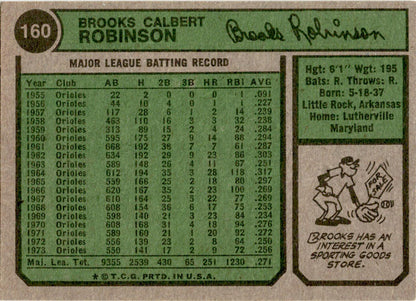 160
BROOKS CALBERT
ROBINSON
Brooks Robinson
MAJOR LEAGUE BATTING RECORD
Year Club AB H 2B 3B HR RBI AVG
1955 Orioles 22 2 0 0 0 1 .091
1956 Orioles 44 10 4 0 1 1 .227
1957 Orioles 117 28 6 1 2 14 .239
1958 Orioles 463 110 16 3 3 32 .238
1959 Orioles 313 89 15 2 4 24 .284
1960 Orioles 595 175 27 9 14 88 .294
1961 Orioles 668 192 38 7 7 61 .287
1962 Orioles 634 192 29 9 23 86 .303
1963 Orioles 589 148 26 4 11 67 .251
1964 Orioles 612 194 35 3 28 118 .317
1965 Orioles 559 166 25 2 18 80 .297
1966 Orioles 620 167 35 2 23 100 .269
1967 Orioles 610 164 25 5 22 77 .269
1968 Orioles 608 154 36 6 17 75 .253
1969 Orioles 598 140 21 3 23 84 .234
1970 Orioles 608 168 31 4 18 94 .276
1971 Orioles 589 160 21 1 20 92 .272
1972 Orioles 556 139 23 2 8 64 .250
1973 Orioles 549 141 17 2 9 72 .257
Maj. Lea. Tot. 9355 2539 430 65 251 1230 .271
* © T.C.G. PRTD. IN U.S.A.
Hgt: 6'1" Wgt: 195
Bats: R. Throws: R.
Born: 5-18-37
Little Rock, Arkansas
Home: Lutherville
Maryland
FOR
SALE
BROOKS HAS AN
INTEREST IN A
SPORTING GOODS
STORE.